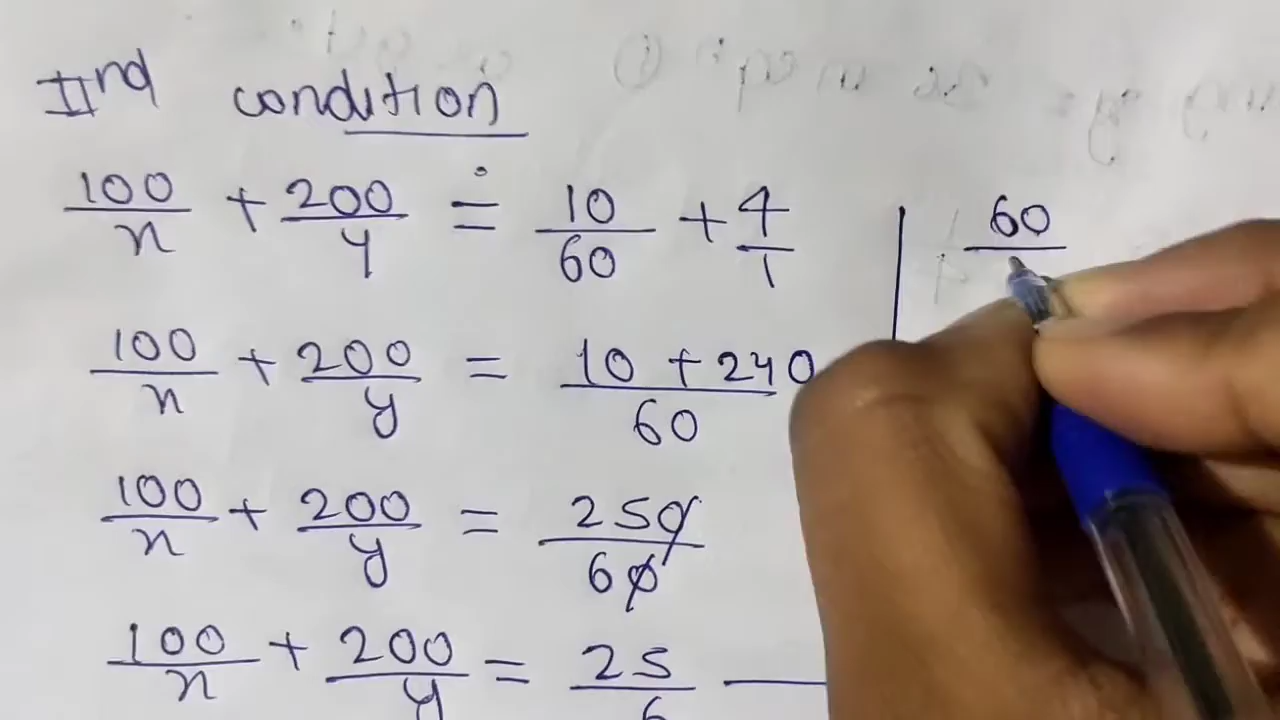 IInd condition
100/x + 200/y = 10/60 + 4/1
60
100/x + 200/y = 10 + 240/60
100/x + 200/y = 250/60
100/x + 200/y = 25/6